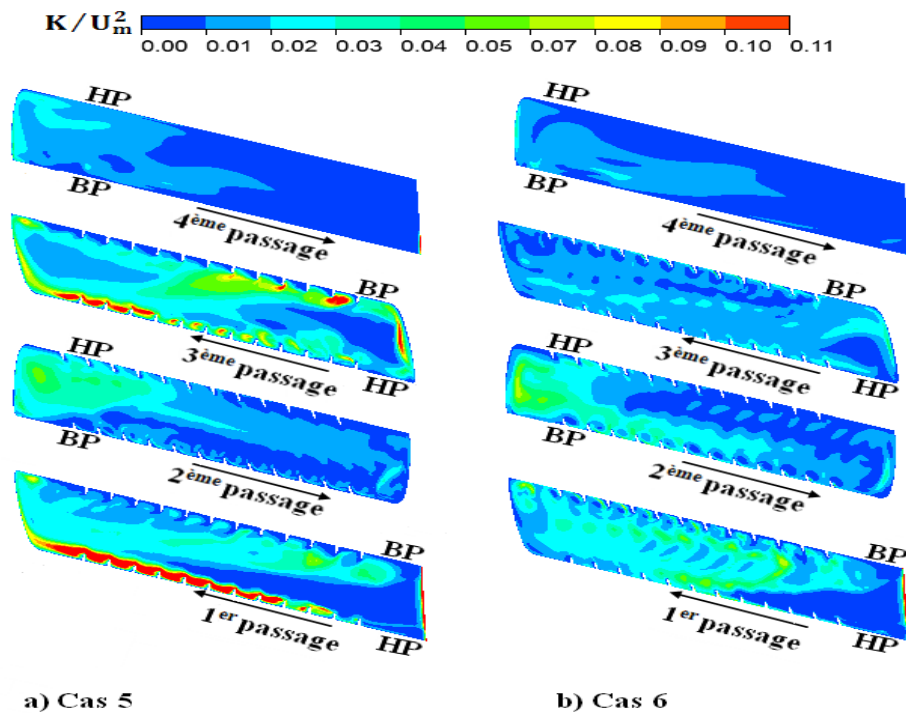 K/U²ₘ
0.00 0.01 0.02 0.03 0.04 0.05 0.07 0.08 0.09 0.10 0.11
HP
BP
4ème passage
BP
3ème passage
HP
HP
BP
2ème passage
BP
1er passage
HP
a) Cas 5
HP
BP
4ème passage
BP
3ème passage
HP
HP
BP
2ème passage
BP
1er passage
HP
b) Cas 6